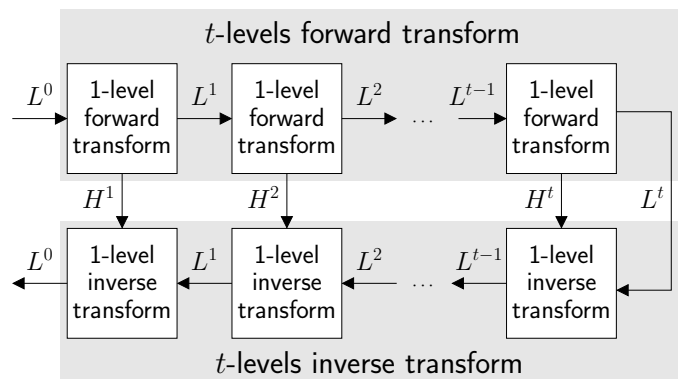 t-levels forward transform
L^0
1-level
forward
transform
L^1
1-level
forward
transform
L^2
...
L^{t−1}
1-level
forward
transform
H^1
H^2
H^t
L^t
L^0
1-level
inverse
transform
L^1
1-level
inverse
transform
L^2
...
L^{t−1}
1-level
inverse
transform
t-levels inverse transform